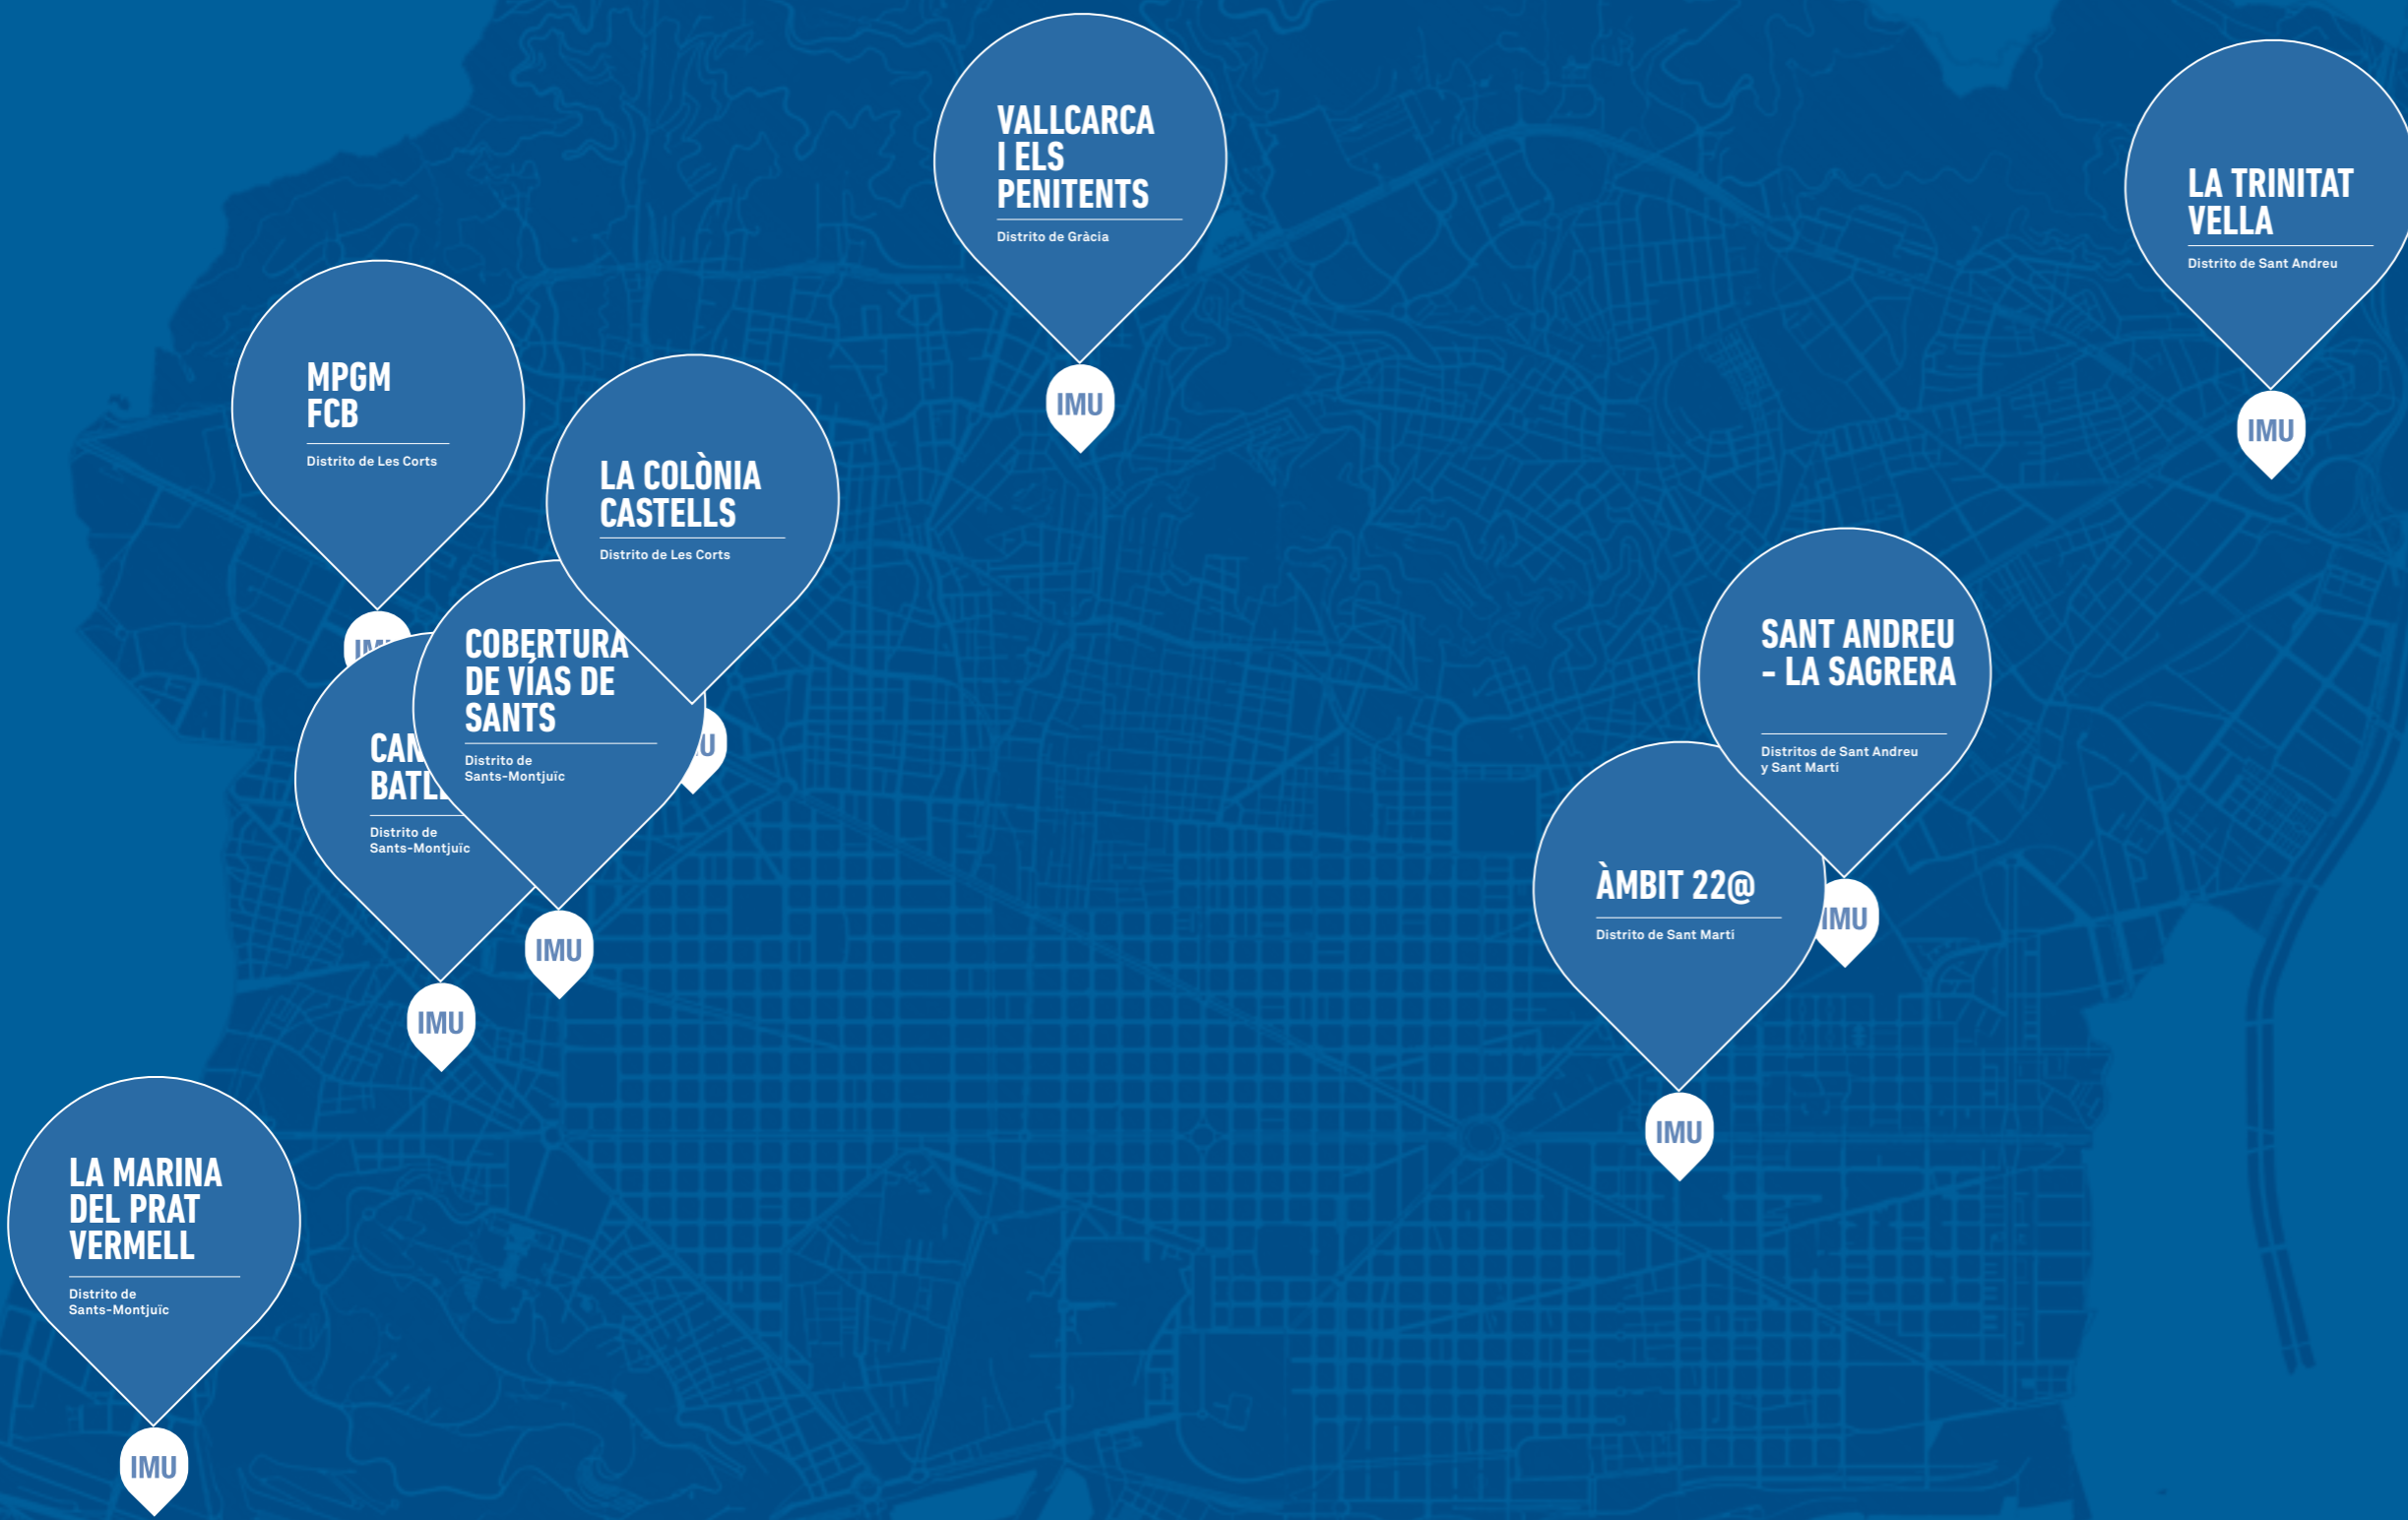 VALLCARCA
I ELS
PENITENTS
Distrito de Gràcia
IMU
LA TRINITAT
VELLA
Distrito de Sant Andreu
IMU
MPGM
FCB
Distrito de Les Corts
LA COLÒNIA
CASTELLS
Distrito de Les Corts
COBERTURA
DE VÍAS DE
SANTS
Distrito de
Sants-Montjuïc
IMU
CAN
Distrito de
Sants-Montjuïc
IMU
SANT ANDREU
– LA SAGRERA
Distritos de Sant Andreu
y Sant Martí
IMU
ÀMBIT 22@
Distrito de Sant Martí
IMU
LA MARINA
DEL PRAT
VERMELL
Distrito de
Sants-Montjuïc
IMU